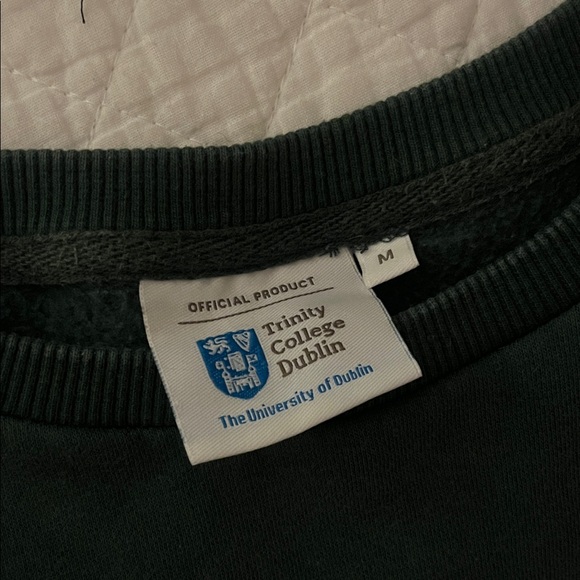 OFFICIAL PRODUCT
Trinity
College
Dublin
The University of Dublin
M